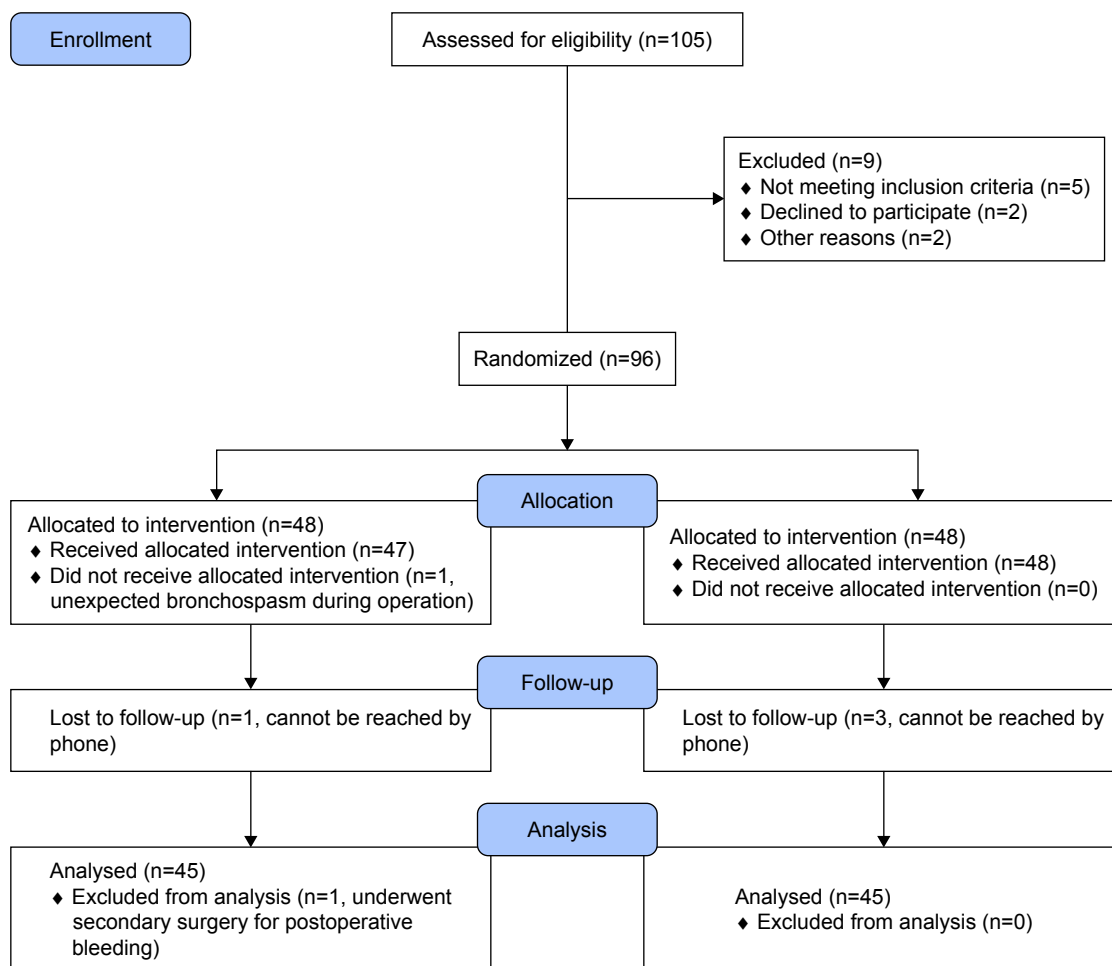 Enrollment
Assessed for eligibility (n=105)
Excluded (n=9)
♦ Not meeting inclusion criteria (n=5)
♦ Declined to participate (n=2)
♦ Other reasons (n=2)
Randomized (n=96)
Allocation
Allocated to intervention (n=48)
♦ Received allocated intervention (n=47)
♦ Did not receive allocated intervention (n=1,
unexpected bronchospasm during operation)
Allocated to intervention (n=48)
♦ Received allocated intervention (n=48)
♦ Did not receive allocated intervention (n=0)
Follow-up
Lost to follow-up (n=1, cannot be reached by
phone)
Lost to follow-up (n=3, cannot be reached by
phone)
Analysis
Analysed (n=45)
♦ Excluded from analysis (n=1, underwent
secondary surgery for postoperative
bleeding)
Analysed (n=45)
♦ Excluded from analysis (n=0)